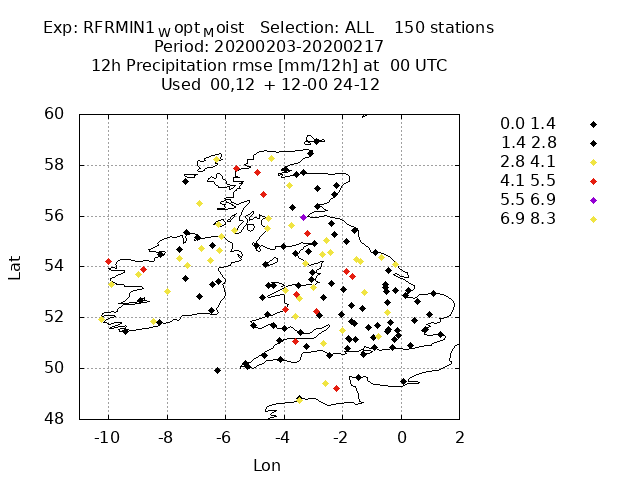 Exp: RFRMIN1WoptMoist Selection: ALL 150 stations
Period: 20200203-20200217
12h Precipitation rmse [mm/12h] at 00 UTC
Used 00,12 + 12-00 24-12
60
0.0 1.4
1.4 2.8
58
2.8 4.1
4.1 5.5
5.5 6.9
56
6.9 8.3
Lat
54
52
50
48
-10 -8 -6 -4 -2 0 2
Lon